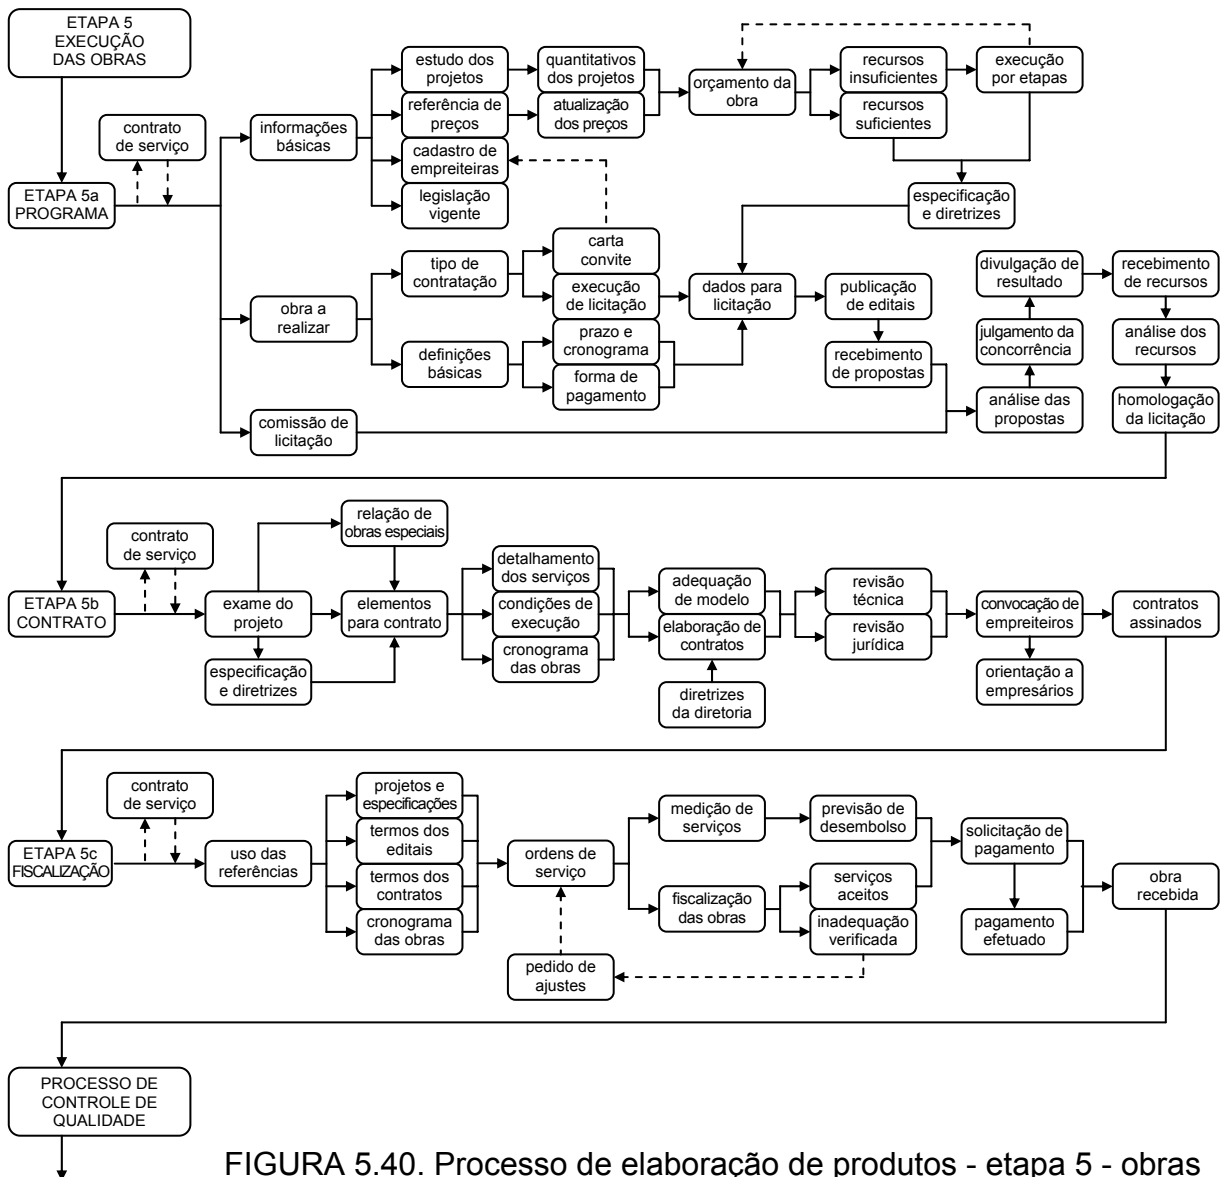 ETAPA 5
EXECUÇÃO
DAS OBRAS
contrato
de serviço
ETAPA 5a
PROGRAMA
informações
básicas
estudo dos
projetos
quantitativos
dos projetos
referência de
preços
atualização
dos preços
cadastro de
empreiteiras
legislação
vigente
orçamento da
obra
recursos
insuficientes
execução
por etapas
recursos
suficientes
especificação
e diretrizes
obra a
realizar
tipo de
contratação
carta
convite
execução
de licitação
definições
básicas
prazo e
cronograma
forma de
pagamento
dados para
licitação
publicação
de editais
recebimento
de propostas
comissão de
licitação
análise das
propostas
julgamento da
concorrência
divulgação de
resultado
recebimento
de recursos
análise dos
recursos
homologação
da licitação
contrato
de serviço
ETAPA 5b
CONTRATO
exame do
projeto
relação de
obras especiais
especificação
e diretrizes
elementos
para contrato
detalhamento
dos serviços
condições de
execução
cronograma
das obras
adequação
de modelo
elaboração de
contratos
diretrizes
da diretoria
revisão
técnica
revisão
jurídica
convocação de
empreiteiros
orientação a
empresários
contratos
assinados
contrato
de serviço
ETAPA 5c
FISCALIZAÇÃO
uso das
referências
projetos e
especificações
termos dos
editais
termos dos
contratos
cronograma
das obras
ordens de
serviço
pedido de
ajustes
medição de
serviços
previsão de
desembolso
fiscalização
das obras
serviços
aceitos
inadequação
verificada
solicitação de
pagamento
pagamento
efetuado
obra
recebida
PROCESSO DE
CONTROLE DE
QUALIDADE
FIGURA 5.40. Processo de elaboração de produtos - etapa 5 - obras